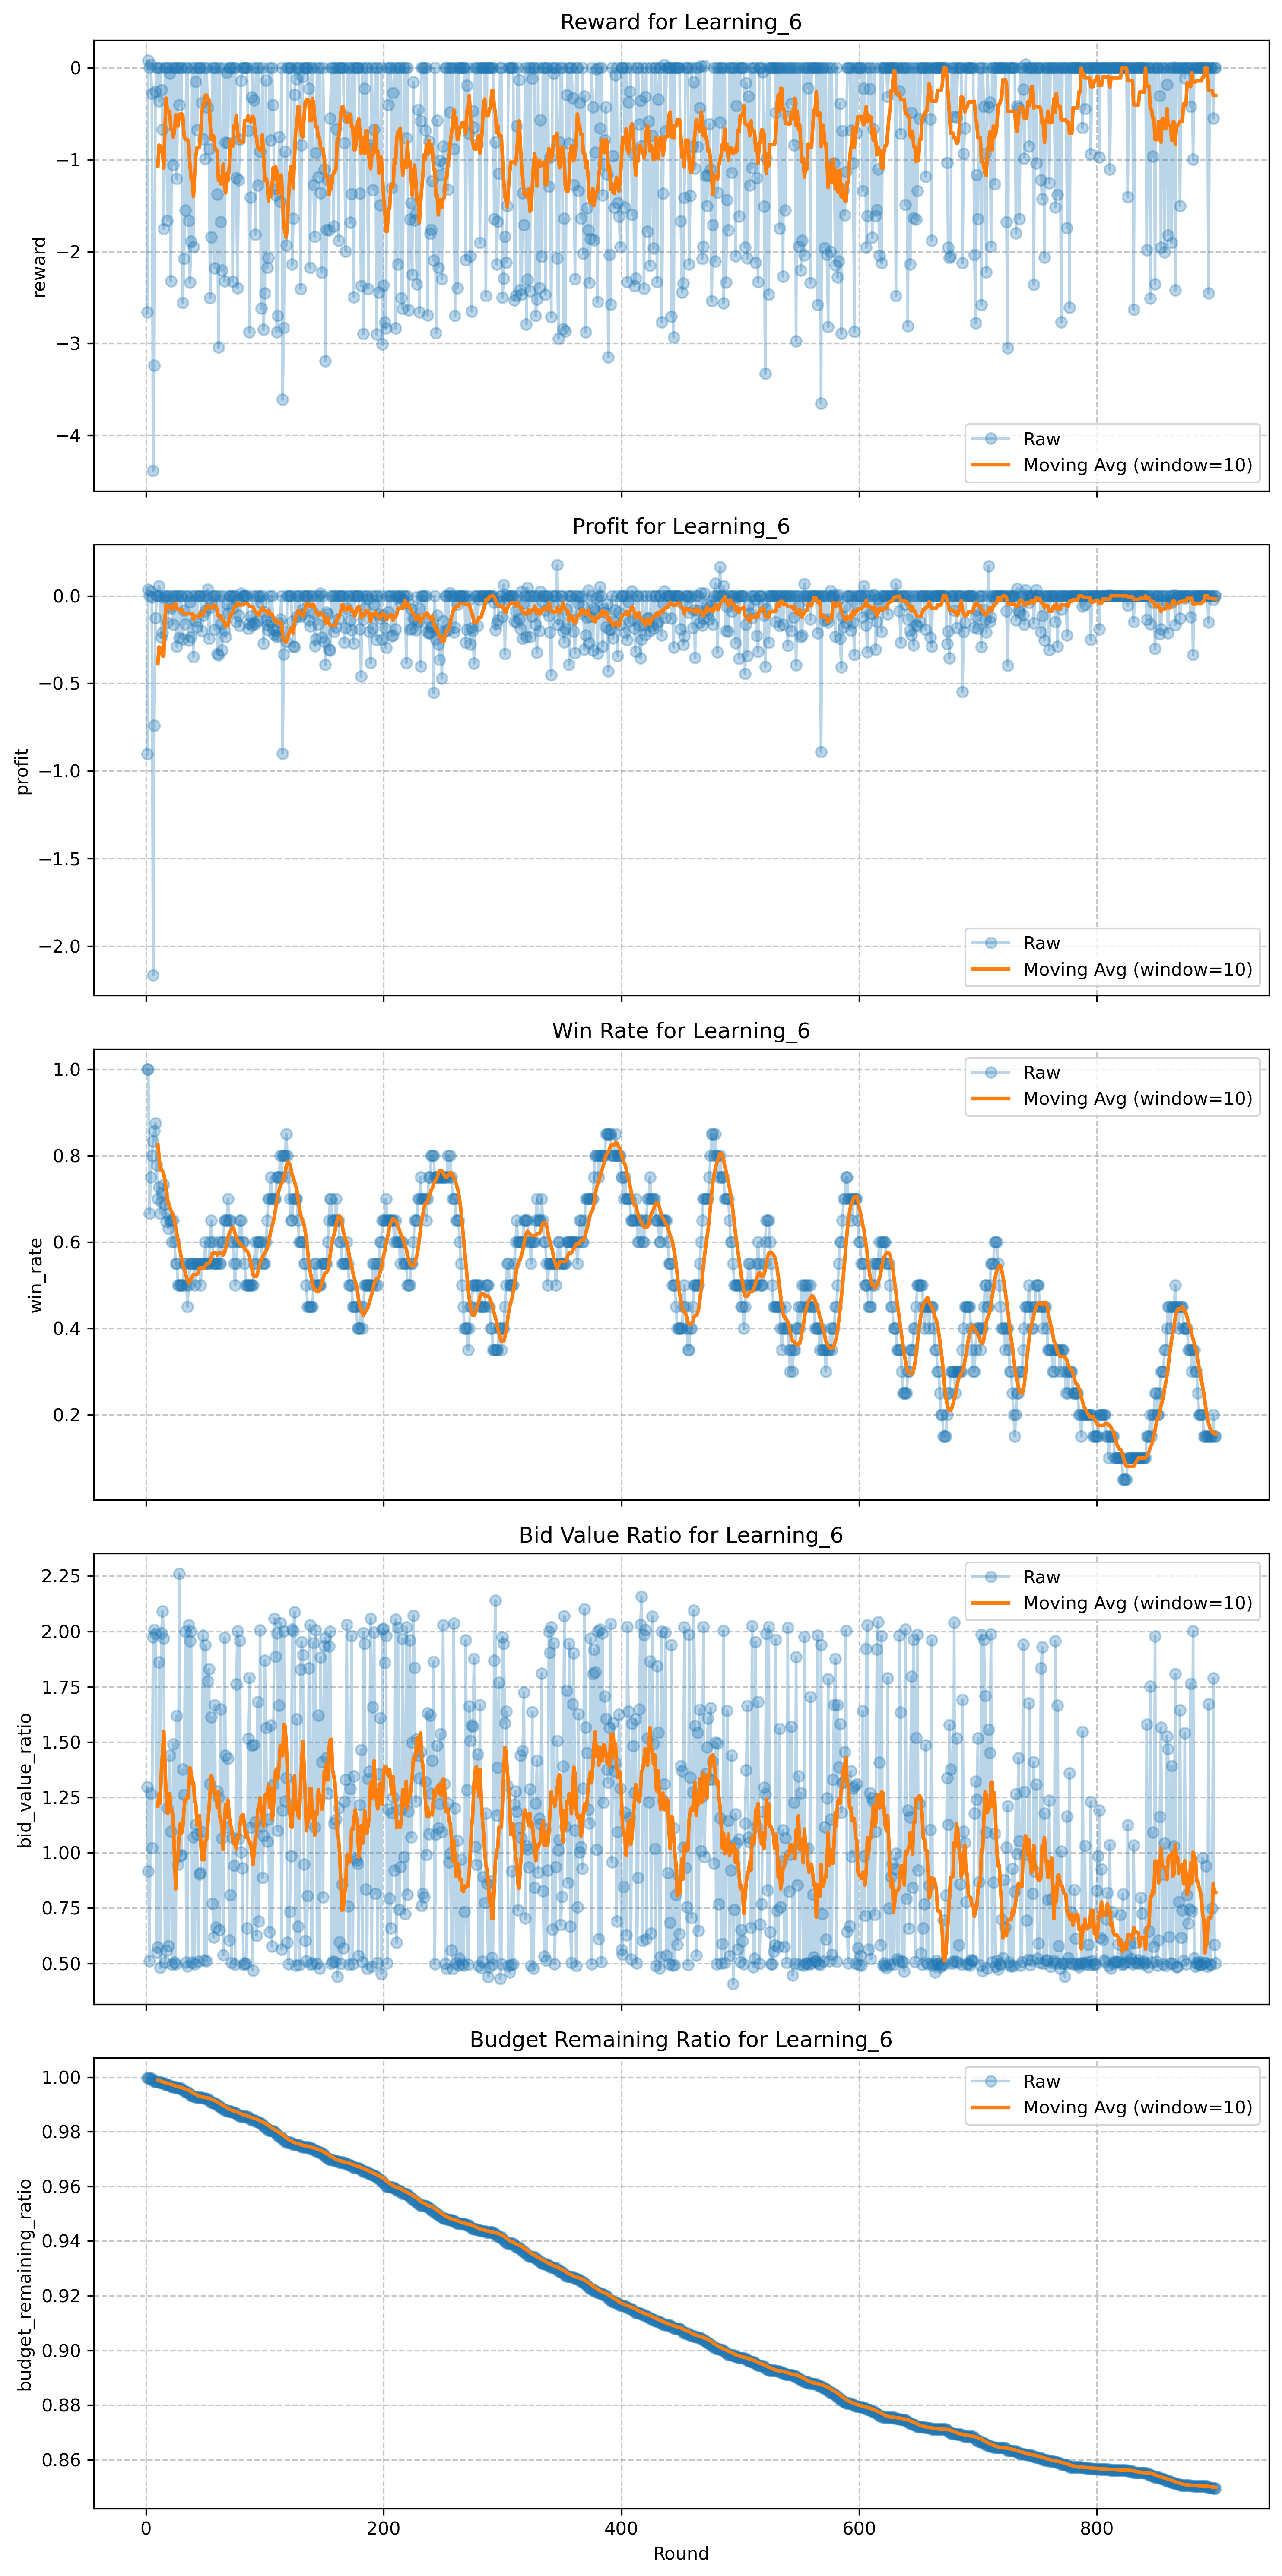 Reward for Learning_6
0
−1
−2
−3
−4
reward
Raw
Moving Avg (window=10)
Profit for Learning_6
0.0
−0.5
−1.0
−1.5
−2.0
profit
Raw
Moving Avg (window=10)
Win Rate for Learning_6
1.0
0.8
0.6
0.4
0.2
win_rate
Raw
Moving Avg (window=10)
Bid Value Ratio for Learning_6
2.25
2.00
1.75
1.50
1.25
1.00
0.75
0.50
bid_value_ratio
Raw
Moving Avg (window=10)
Budget Remaining Ratio for Learning_6
1.00
0.98
0.96
0.94
0.92
0.90
0.88
0.86
budget_remaining_ratio
Raw
Moving Avg (window=10)
0 200 400 600 800
Round